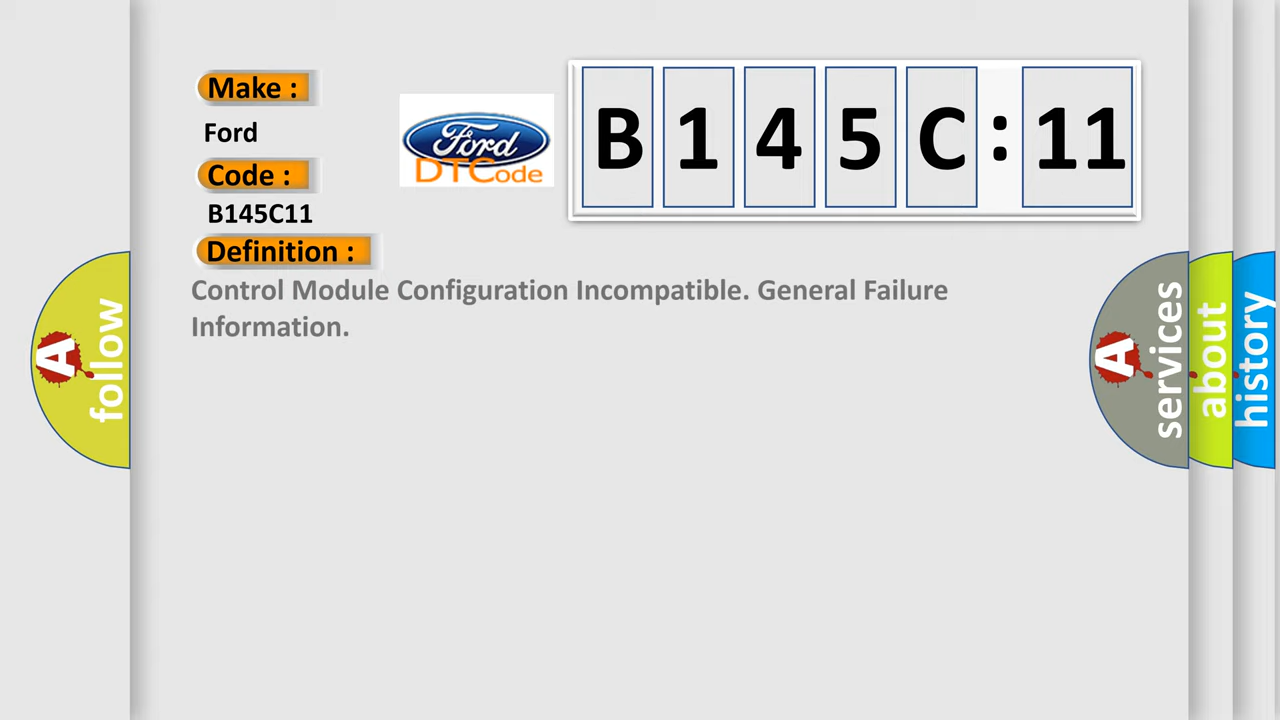 Make :
Ford
Code :
B145C11
Definition :
Control Module Configuration Incompatible. General Failure
Information.
Ford
DTCode
B 1 4 5 C : 11
A follow
A services
about
history